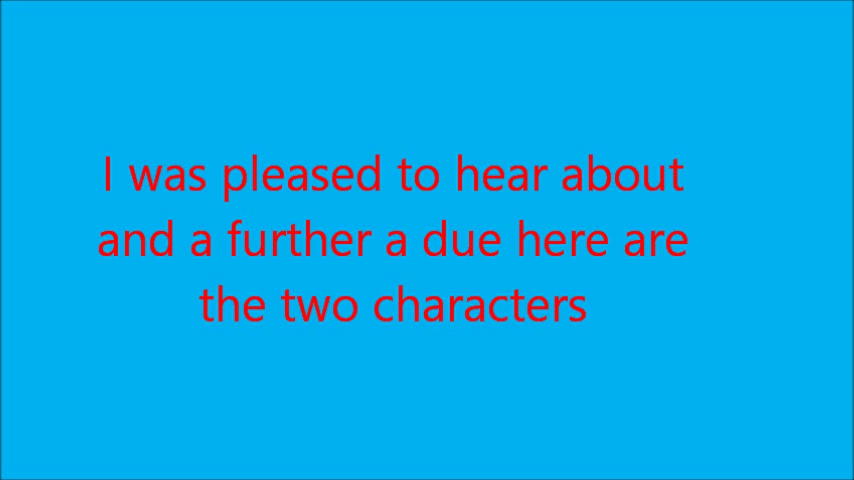 I was pleased to hear about
and a further a due here are
the two characters